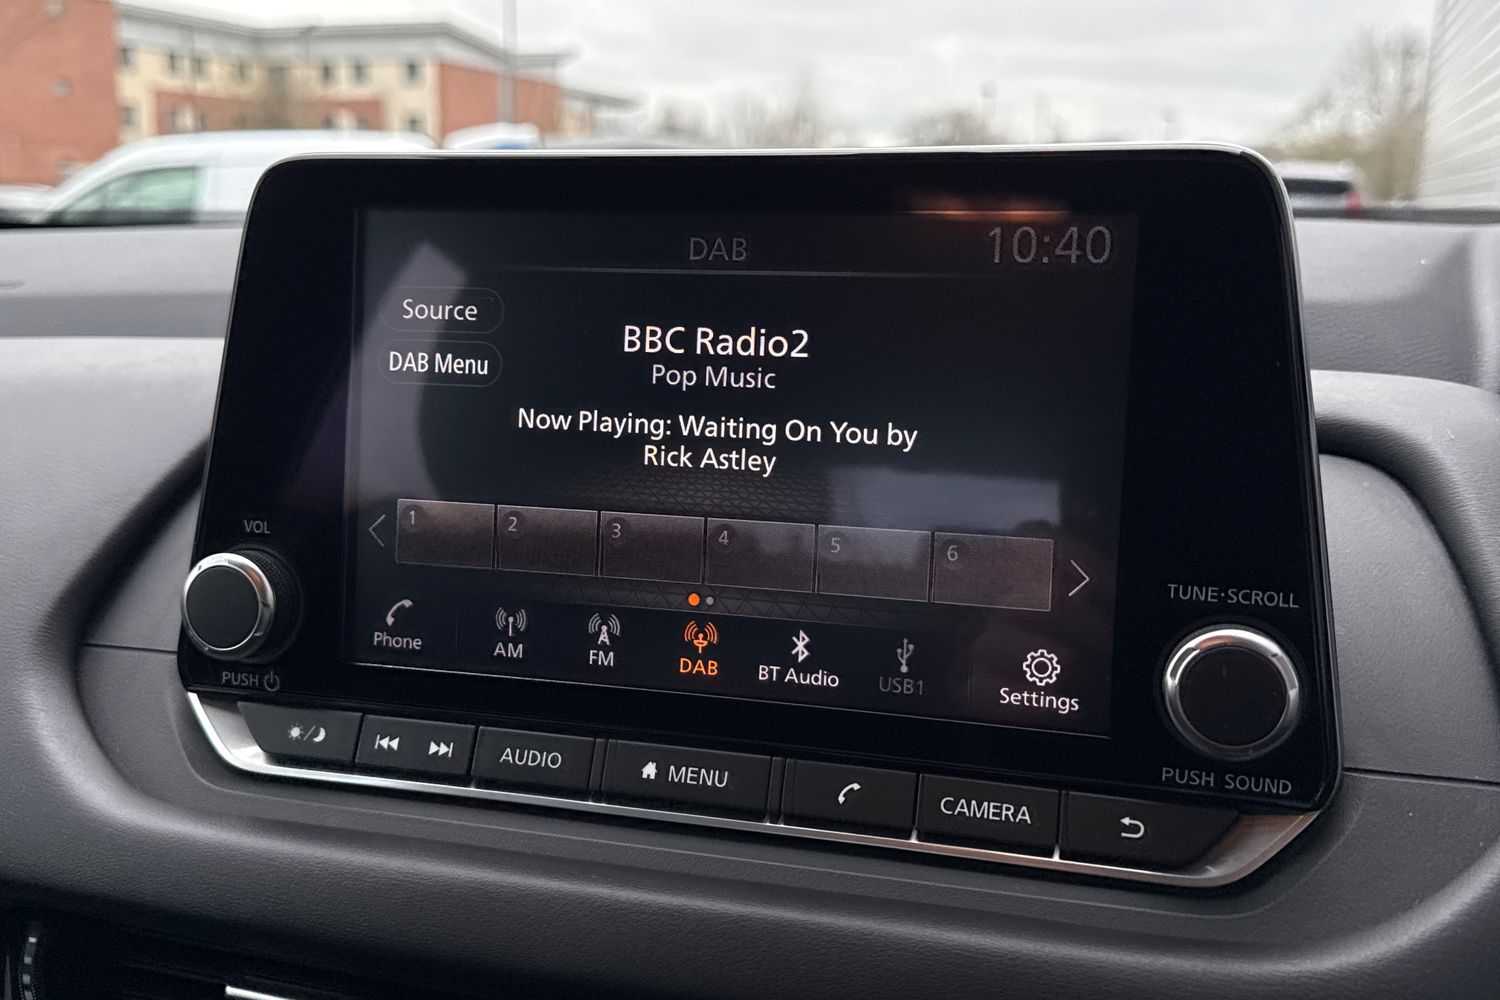 DAB
10:40
Source
DAB Menu
BBC Radio2
Pop Music
Now Playing: Waiting On You by
Rick Astley
1 2 3 4 5 6
Phone
AM
FM
DAB
BT Audio
USB1
Settings
VOL
PUSH
TUNE·SCROLL
PUSH SOUND
AUDIO
MENU
CAMERA